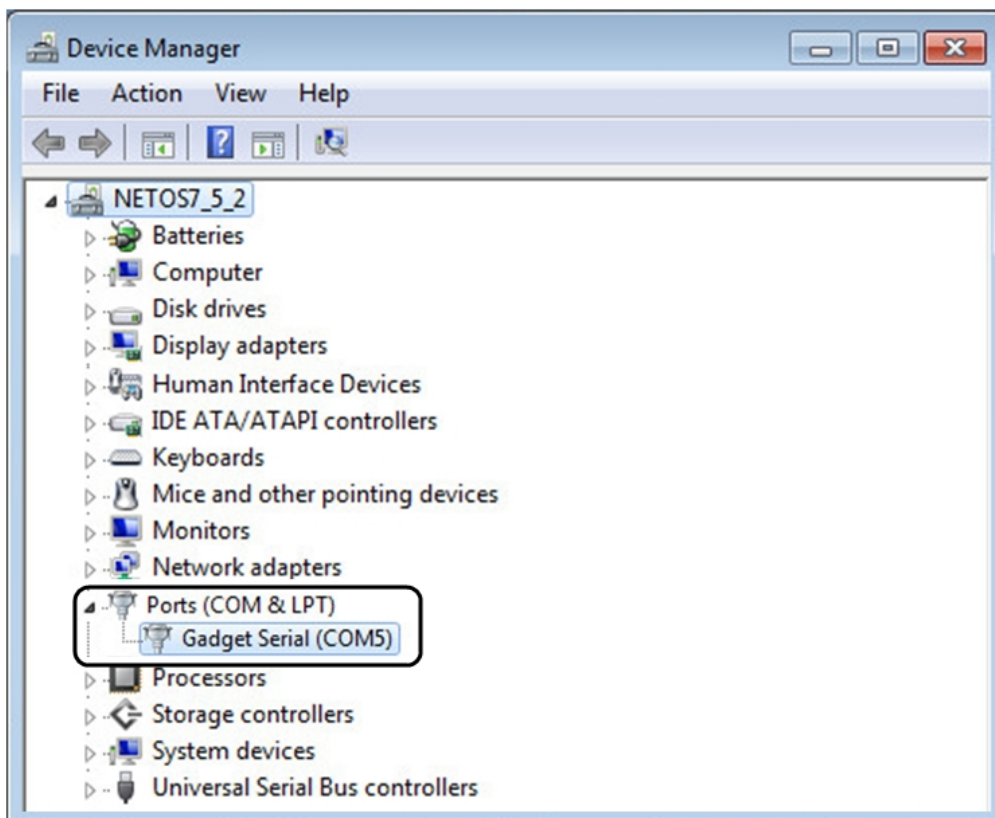 Device Manager
File Action View Help
NETOS7_5_2
Batteries
Computer
Disk drives
Display adapters
Human Interface Devices
IDE ATA/ATAPI controllers
Keyboards
Mice and other pointing devices
Monitors
Network adapters
Ports (COM & LPT)
Gadget Serial (COM5)
Processors
Storage controllers
System devices
Universal Serial Bus controllers